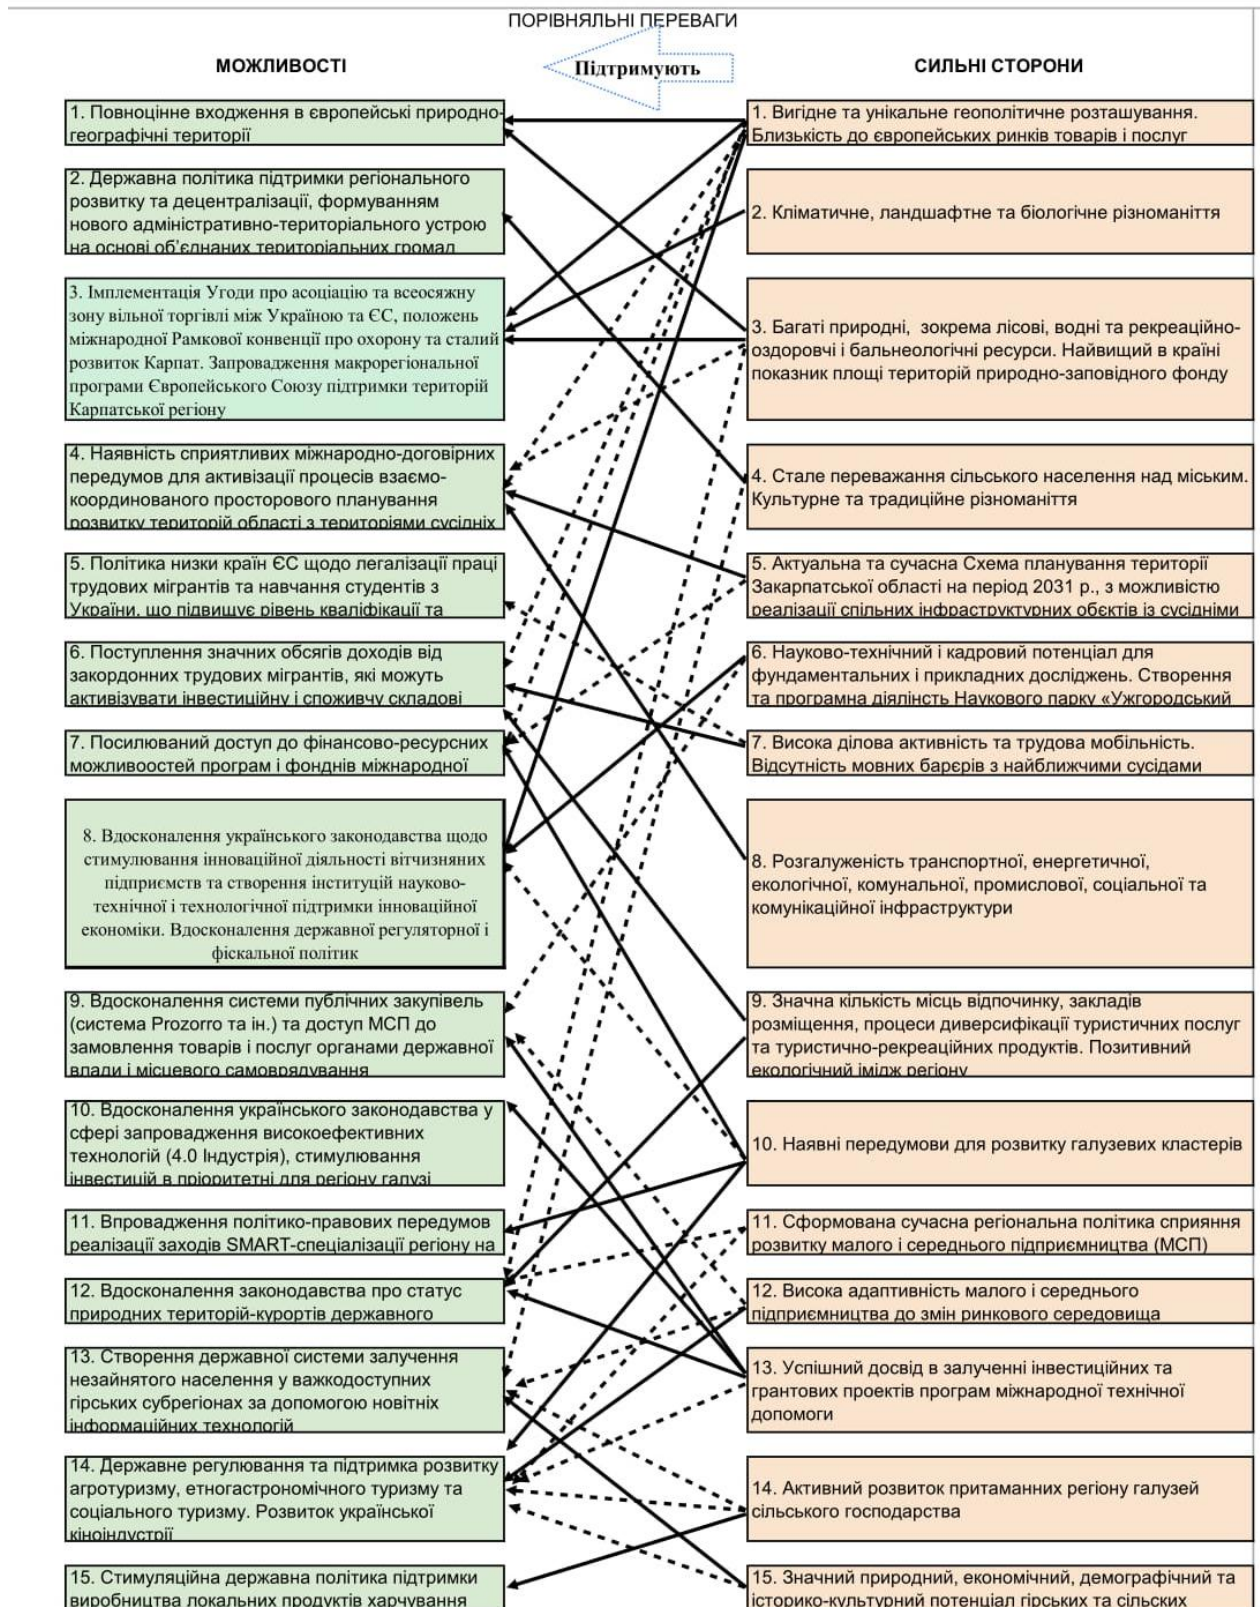 ПОРІВНЯЛЬНІ ПЕРЕВАГИ
МОЖЛИВОСТІ
Підтримують
СИЛЬНІ СТОРОНИ
1. Повноцінне входження в європейські природно-
географічні території
2. Державна політика підтримки регіонального
розвитку та децентралізації, формуванням
нового адміністративно-територіального устрою
на основі об’єднаних територіальних громад
3. Імплементація Угоди про асоціацію та всеосяжну
зону вільної торгівлі між Україною та ЄС, положень
міжнародної Рамкової конвенції про охорону та сталий
розвиток Карпат. Запровадження макрорегіональної
програми Європейського Союзу підтримки територій
Карпатської регіону
4. Наявність сприятливих міжнародно-договірних
передумов для активізації процесів взаємо-
координованого просторового планування
розвитку територій області з територіями сусідніх
5. Політика низки країн ЄС щодо легалізації праці
трудових мігрантів та навчання студентів з
України, що підвищує рівень кваліфікації та
6. Поступлення значних обсягів доходів від
закордонних трудових мігрантів, які можуть
активізувати інвестиційну і споживчу складові
7. Посилюваний доступ до фінансово-ресурсних
можливоостей програм і фонднів міжнародної
8. Вдосконалення українського законодавства щодо
стимулювання інноваційної діяльності вітчизняних
підприємств та створення інституцій науково-
технічної і технологічної підтримки інноваційної
економіки. Вдосконалення державної регуляторної і
фіскальної політик
9. Вдосконалення системи публічних закупівель
(система Prozorro та ін.) та доступ МСП до
замовлення товарів і послуг органами державної
влади і місцевого самоврядування
10. Вдосконалення українського законодавства у
сфері запровадження високоефективних
технологій (4.0 Індустрія), стимулювання
інвестицій в пріоритетні для регіону галузі
11. Впровадження політико-правових передумов
реалізації заходів SMART-спеціалізації регіону на
12. Вдосконалення законодавства про статус
природних територій-курортів державного
13. Створення державної системи залучення
незайнятого населення у важкодоступних
гірських субрегіонах за допомогою новітніх
інформаційних технологій
14. Державне регулювання та підтримка розвитку
агротуризму, етногастрономічного туризму та
соціального туризму. Розвиток української
кіноіндустрії
15. Стимуляційна державна політика підтримки
виробництва локальних продуктів харчування
1. Вигідне та унікальне геополітичне розташування.
Близькість до європейських ринків товарів і послуг
2. Кліматичне, ландшафтне та біологічне різноманіття
3. Багаті природні, зокрема лісові, водні та рекреаційно-
оздоровчі і бальнеологічні ресурси. Найвищий в країні
показник площі територій природно-заповідного фонду
4. Стале переважання сільського населення над міським.
Культурне та традиційне різноманіття
5. Актуальна та сучасна Схема планування території
Закарпатської області на період 2031 р., з можливістю
реалізації спільних інфраструктурних обєктів із сусідніми
6. Науково-технічний і кадровий потенціал для
фундаментальних і прикладних досліджень. Створення
та програмна діялінсть Наукового парку «Ужгородський
7. Висока ділова активність та трудова мобільність.
Відсутність мовних барєрів з найближчими сусідами
8. Розгалуженість транспортної, енергетичної,
екологічної, комунальної, промислової, соціальної та
комунікаційної інфраструктури
9. Значна кількість місць відпочинку, закладів
розміщення, процеси диверсифікації туристичних послуг
та туристично-рекреаційних продуктів. Позитивний
екологічний імідж регіону
10. Наявні передумови для розвитку галузевих кластерів
11. Сформована сучасна регіональна політика сприяння
розвитку малого і середнього підприємництва (МСП)
12. Висока адаптивність малого і середнього
підприємництва до змін ринкового середовища
13. Успішний досвід в залученні інвестиційних та
грантових проектів програм міжнародної технічної
допомоги
14. Активний розвиток притаманних регіону галузей
сільського господарства
15. Значний природний, економічний, демографічний та
історико-культурний потенціал гірських та сільских